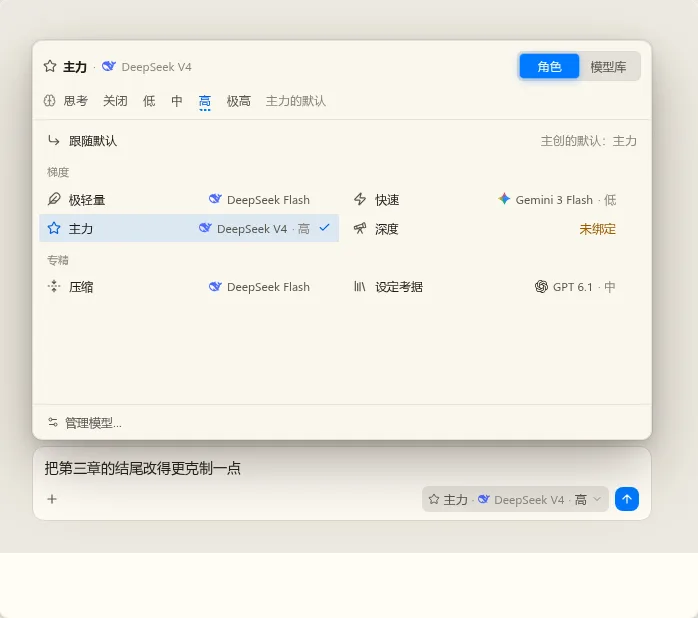 主力 · DeepSeek V4 角色 模型库
思考 关闭 低 中 高 极高 主力的默认
跟随默认 主创的默认：主力
梯度
极轻量 DeepSeek Flash 快速 Gemini 3 Flash · 低
主力 DeepSeek V4 · 高 深度 未绑定
专精
压缩 DeepSeek Flash 设定考据 GPT 6.1 · 中
管理模型...
把第三章的结尾改得更克制一点
主力 · DeepSeek V4 · 高